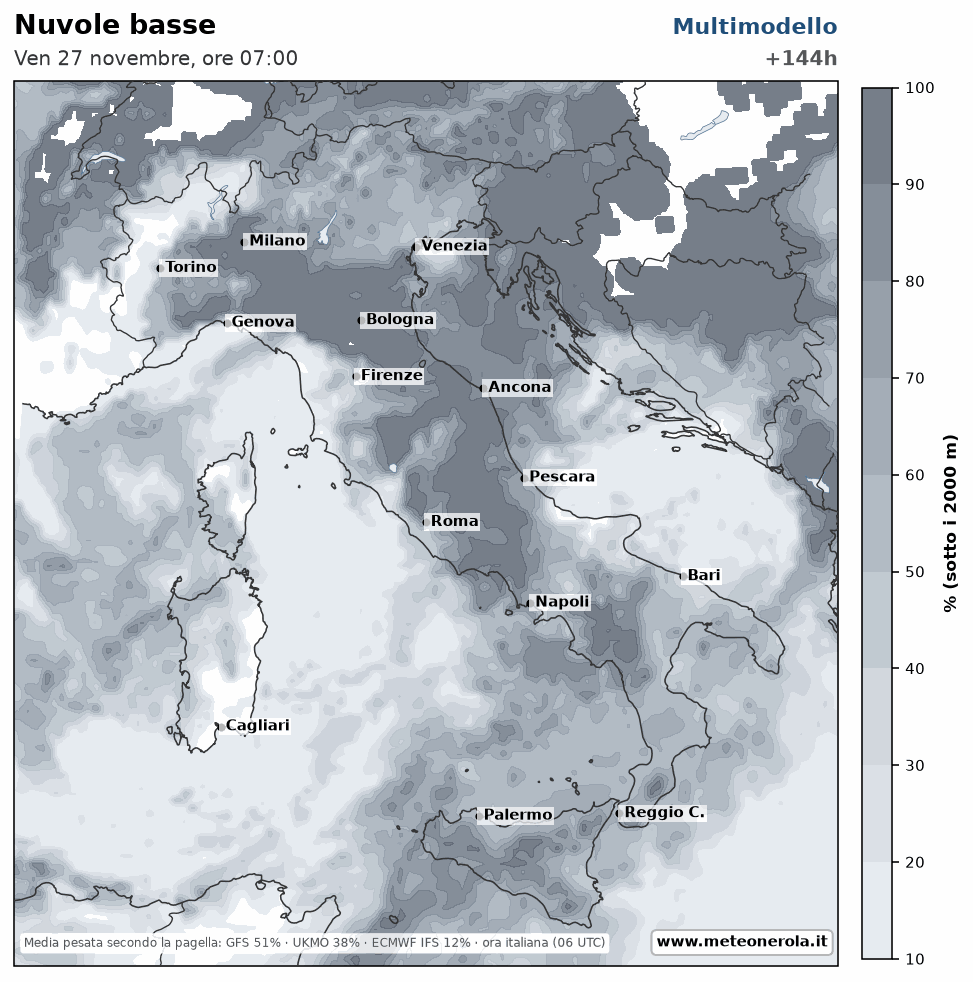 Nuvole basse
Multimodello
Ven 27 novembre, ore 07:00
+144h
Milano
Venezia
Torino
Genova
Bologna
Firenze
Ancona
Pescara
Roma
Bari
Napoli
Cagliari
Palermo
Reggio C.
100
90
80
70
60
50
40
30
20
10
% (sotto i 2000 m)
Media pesata secondo la pagella: GFS 51% · UKMO 38% · ECMWF IFS 12% · ora italiana (06 UTC)
www.meteonerola.it